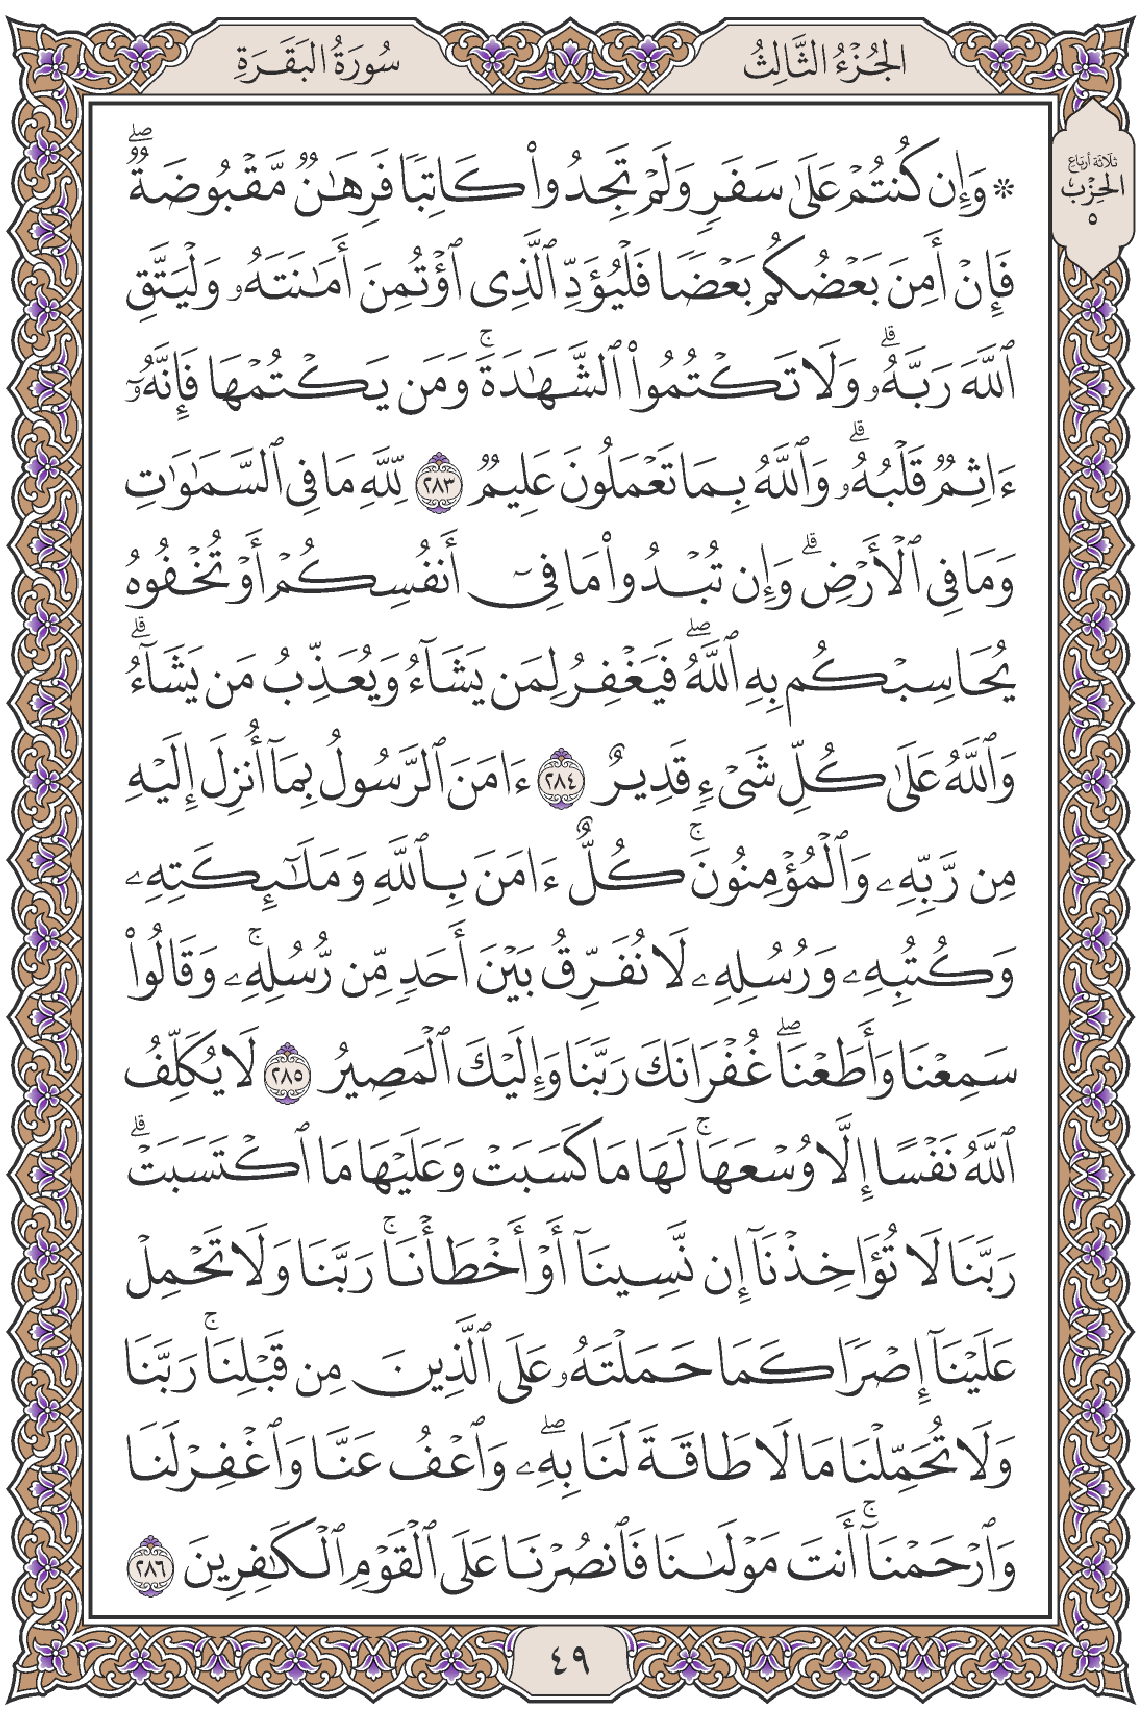 الجُزْءُ الثَّالِثُ
سُورَةُ البَقَرَةِ
ثلاثة أرباع
الحِزْب
٥
۞ وَإِن كُنتُمْ عَلَىٰ سَفَرٍ وَلَمْ تَجِدُوا۟ كَاتِبًا فَرِهَـٰنٌ مَّقْبُوضَةٌ ۖ
فَإِنْ أَمِنَ بَعْضُكُم بَعْضًا فَلْيُؤَدِّ ٱلَّذِى ٱؤْتُمِنَ أَمَـٰنَتَهُۥ وَلْيَتَّقِ
ٱللَّهَ رَبَّهُۥ ۗ وَلَا تَكْتُمُوا۟ ٱلشَّهَـٰدَةَ ۚ وَمَن يَكْتُمْهَا فَإِنَّهُۥٓ
ءَاثِمٌ قَلْبُهُۥ ۗ وَٱللَّهُ بِمَا تَعْمَلُونَ عَلِيمٌ ٢٨٣ لِّلَّهِ مَا فِى ٱلسَّمَـٰوَٰتِ
وَمَا فِى ٱلْأَرْضِ ۗ وَإِن تُبْدُوا۟ مَا فِىٓ أَنفُسِكُمْ أَوْ تُخْفُوهُ
يُحَاسِبْكُم بِهِ ٱللَّهُ ۖ فَيَغْفِرُ لِمَن يَشَآءُ وَيُعَذِّبُ مَن يَشَآءُ ۗ
وَٱللَّهُ عَلَىٰ كُلِّ شَىْءٍ قَدِيرٌ ٢٨٤ ءَامَنَ ٱلرَّسُولُ بِمَآ أُنزِلَ إِلَيْهِ
مِن رَّبِّهِۦ وَٱلْمُؤْمِنُونَ ۚ كُلٌّ ءَامَنَ بِٱللَّهِ وَمَلَـٰٓئِكَتِهِۦ
وَكُتُبِهِۦ وَرُسُلِهِۦ لَا نُفَرِّقُ بَيْنَ أَحَدٍ مِّن رُّسُلِهِۦ ۚ وَقَالُوا۟
سَمِعْنَا وَأَطَعْنَا ۖ غُفْرَانَكَ رَبَّنَا وَإِلَيْكَ ٱلْمَصِيرُ ٢٨٥ لَا يُكَلِّفُ
ٱللَّهُ نَفْسًا إِلَّا وُسْعَهَا ۚ لَهَا مَا كَسَبَتْ وَعَلَيْهَا مَا ٱكْتَسَبَتْ ۗ
رَبَّنَا لَا تُؤَاخِذْنَآ إِن نَّسِينَآ أَوْ أَخْطَأْنَا ۚ رَبَّنَا وَلَا تَحْمِلْ
عَلَيْنَآ إِصْرًا كَمَا حَمَلْتَهُۥ عَلَى ٱلَّذِينَ مِن قَبْلِنَا ۚ رَبَّنَا
وَلَا تُحَمِّلْنَا مَا لَا طَاقَةَ لَنَا بِهِۦ ۖ وَٱعْفُ عَنَّا وَٱغْفِرْ لَنَا
وَٱرْحَمْنَآ ۚ أَنتَ مَوْلَىٰنَا فَٱنصُرْنَا عَلَى ٱلْقَوْمِ ٱلْكَـٰفِرِينَ ٢٨٦
٤٩